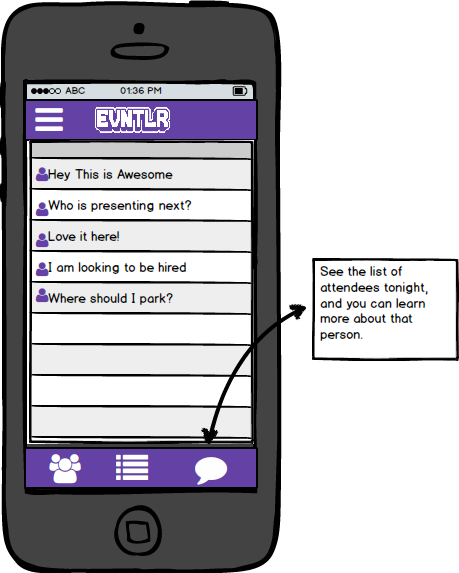 ABC 01:36 PM
EVNTLR
Hey This is Awesome
Who is presenting next?
Love it here!
I am looking to be hired
Where should I park?
See the list of
attendees tonight,
and you can learn
more about that
person.